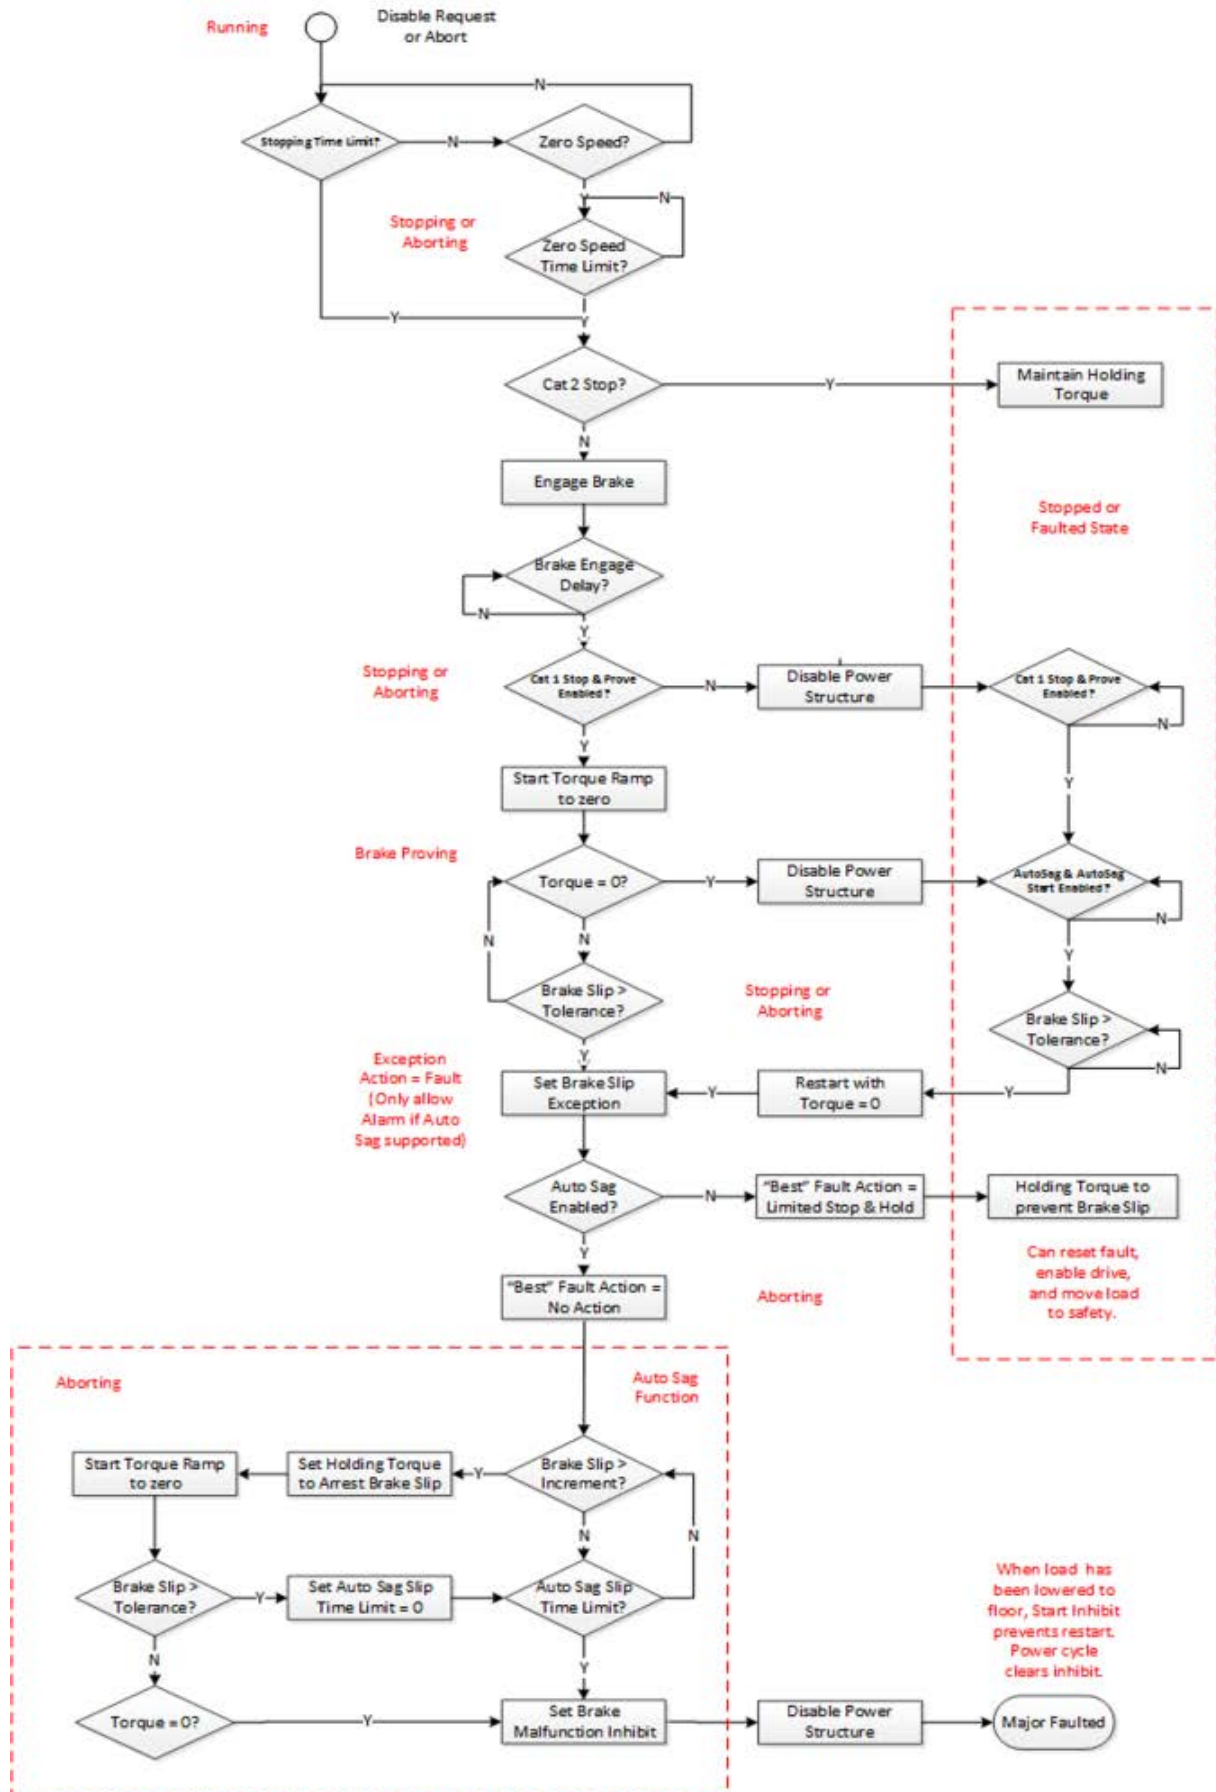 Running
Disable Request
or Abort
N
Stopping Time Limit?
N
Zero Speed?
Y
N
Stopping or
Aborting
Zero Speed
Time Limit?
Y
Y
Cat 2 Stop?
Y
Maintain Holding
Torque
N
Engage Brake
Stopped or
Faulted State
Brake Engage
Delay?
N
Y
Stopping or
Aborting
Cat 1 Stop & Prove
Enabled?
N
Disable Power
Structure
Cat 1 Stop & Prove
Enabled?
N
Y
Y
Start Torque Ramp
to zero
Brake Proving
Torque = 0?
Y
Disable Power
Structure
AutoSag & AutoSag
Start Enabled?
N
N
N
Y
Brake Slip >
Tolerance?
Stopping or
Aborting
Brake Slip >
Tolerance?
N
Y
Exception
Action = Fault
(Only allow
Alarm if Auto
Sag supported)
Set Brake Slip
Exception
Y
Restart with
Torque = 0
Y
Auto Sag
Enabled?
N
"Best" Fault Action =
Limited Stop & Hold
Holding Torque to
prevent Brake Slip
Y
Can reset fault,
enable drive,
and move load
to safety.
"Best" Fault Action =
No Action
Aborting
Aborting
Auto Sag
Function
Start Torque Ramp
to zero
Set Holding Torque
to Arrest Brake Slip
Y
Brake Slip >
Increment?
N
N
Brake Slip >
Tolerance?
Y
Set Auto Sag Slip
Time Limit = 0
Auto Sag Slip
Time Limit?
When load has
been lowered to
floor, Start Inhibit
prevents restart.
Power cycle
clears inhibit.
N
Y
Torque = 0?
Y
Set Brake
Malfunction Inhibit
Disable Power
Structure
Major Faulted